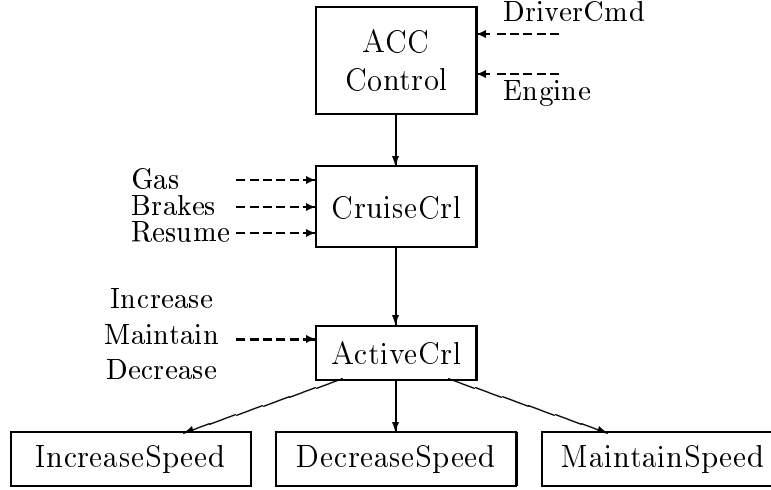 DriverCmd
ACC
Control
Engine
Gas
Brakes
Resume
CruiseCrl
Increase
Maintain
Decrease
ActiveCrl
IncreaseSpeed
DecreaseSpeed
MaintainSpeed